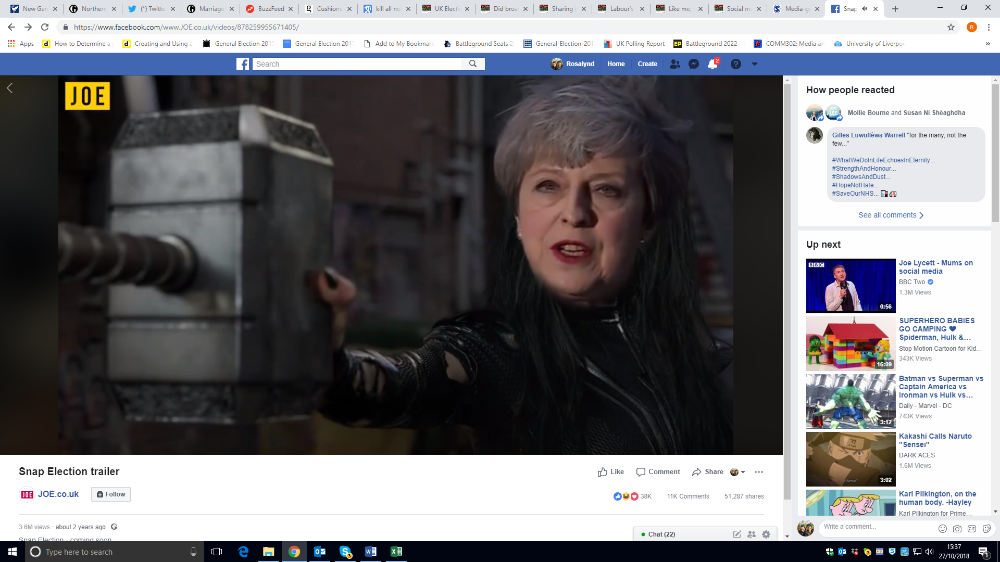 New Gan
Northern
(*) Twitte
Marriage
BuzzFeed
Cushions
kill all no
UK Electi
Did broa
Sharing i
Labour's
Like me,
Social me
Media-g
Snap
https://www.facebook.com/www.JOE.co.uk/videos/878259955671405/
R
Apps
How to Determine a
Creating and Using a
General Election 2015
General Election 2017
Add to My Bookmark
Battleground Seats 2
General-Election-201
UK Polling Report
EP
Battleground 2022 -
COMM302: Media an
University of Liverpoo
Search
Rosalynd
Home
Create
2
JOE
How people reacted
Mollie Bourne and Susan Ní Shéaghdha
Gilles Luwullèwa Warrell "for the many, not the
few..."
#WhatWeDoInLifeEchoesInEternity...
#StrengthAndHonour...
#ShadowsAndDust...
#HopeNotHate...
#SaveOurNHS...
See all comments
Up next
BBC
0:56
Joe Lycett - Mums on
social media
BBC Two
1.3M Views
16:09
SUPERHERO BABIES
GO CAMPING
Spiderman, Hulk &...
Stop Motion Cartoon for Kid...
343K Views
3:12
Batman vs Superman vs
Captain America vs
Ironman vs Hulk vs...
Daily - Marvel - DC
743K Views
3:02
Kakashi Calls Naruto
"Sensei"
DARK ACES
1.6M Views
Karl Pilkington, on the
human body. -Hayley
Karl Pilkington for Prime...
Snap Election trailer
Like
Comment
Share
JOE
JOE.co.uk
Follow
38K
11K Comments
51,287 shares
3.6M views · about 2 years ago ·
Snap Election - coming soon
Chat (22)
Write a comment...
GIF
Type here to search
3
3
CSD
15:37
27/10/2018
1